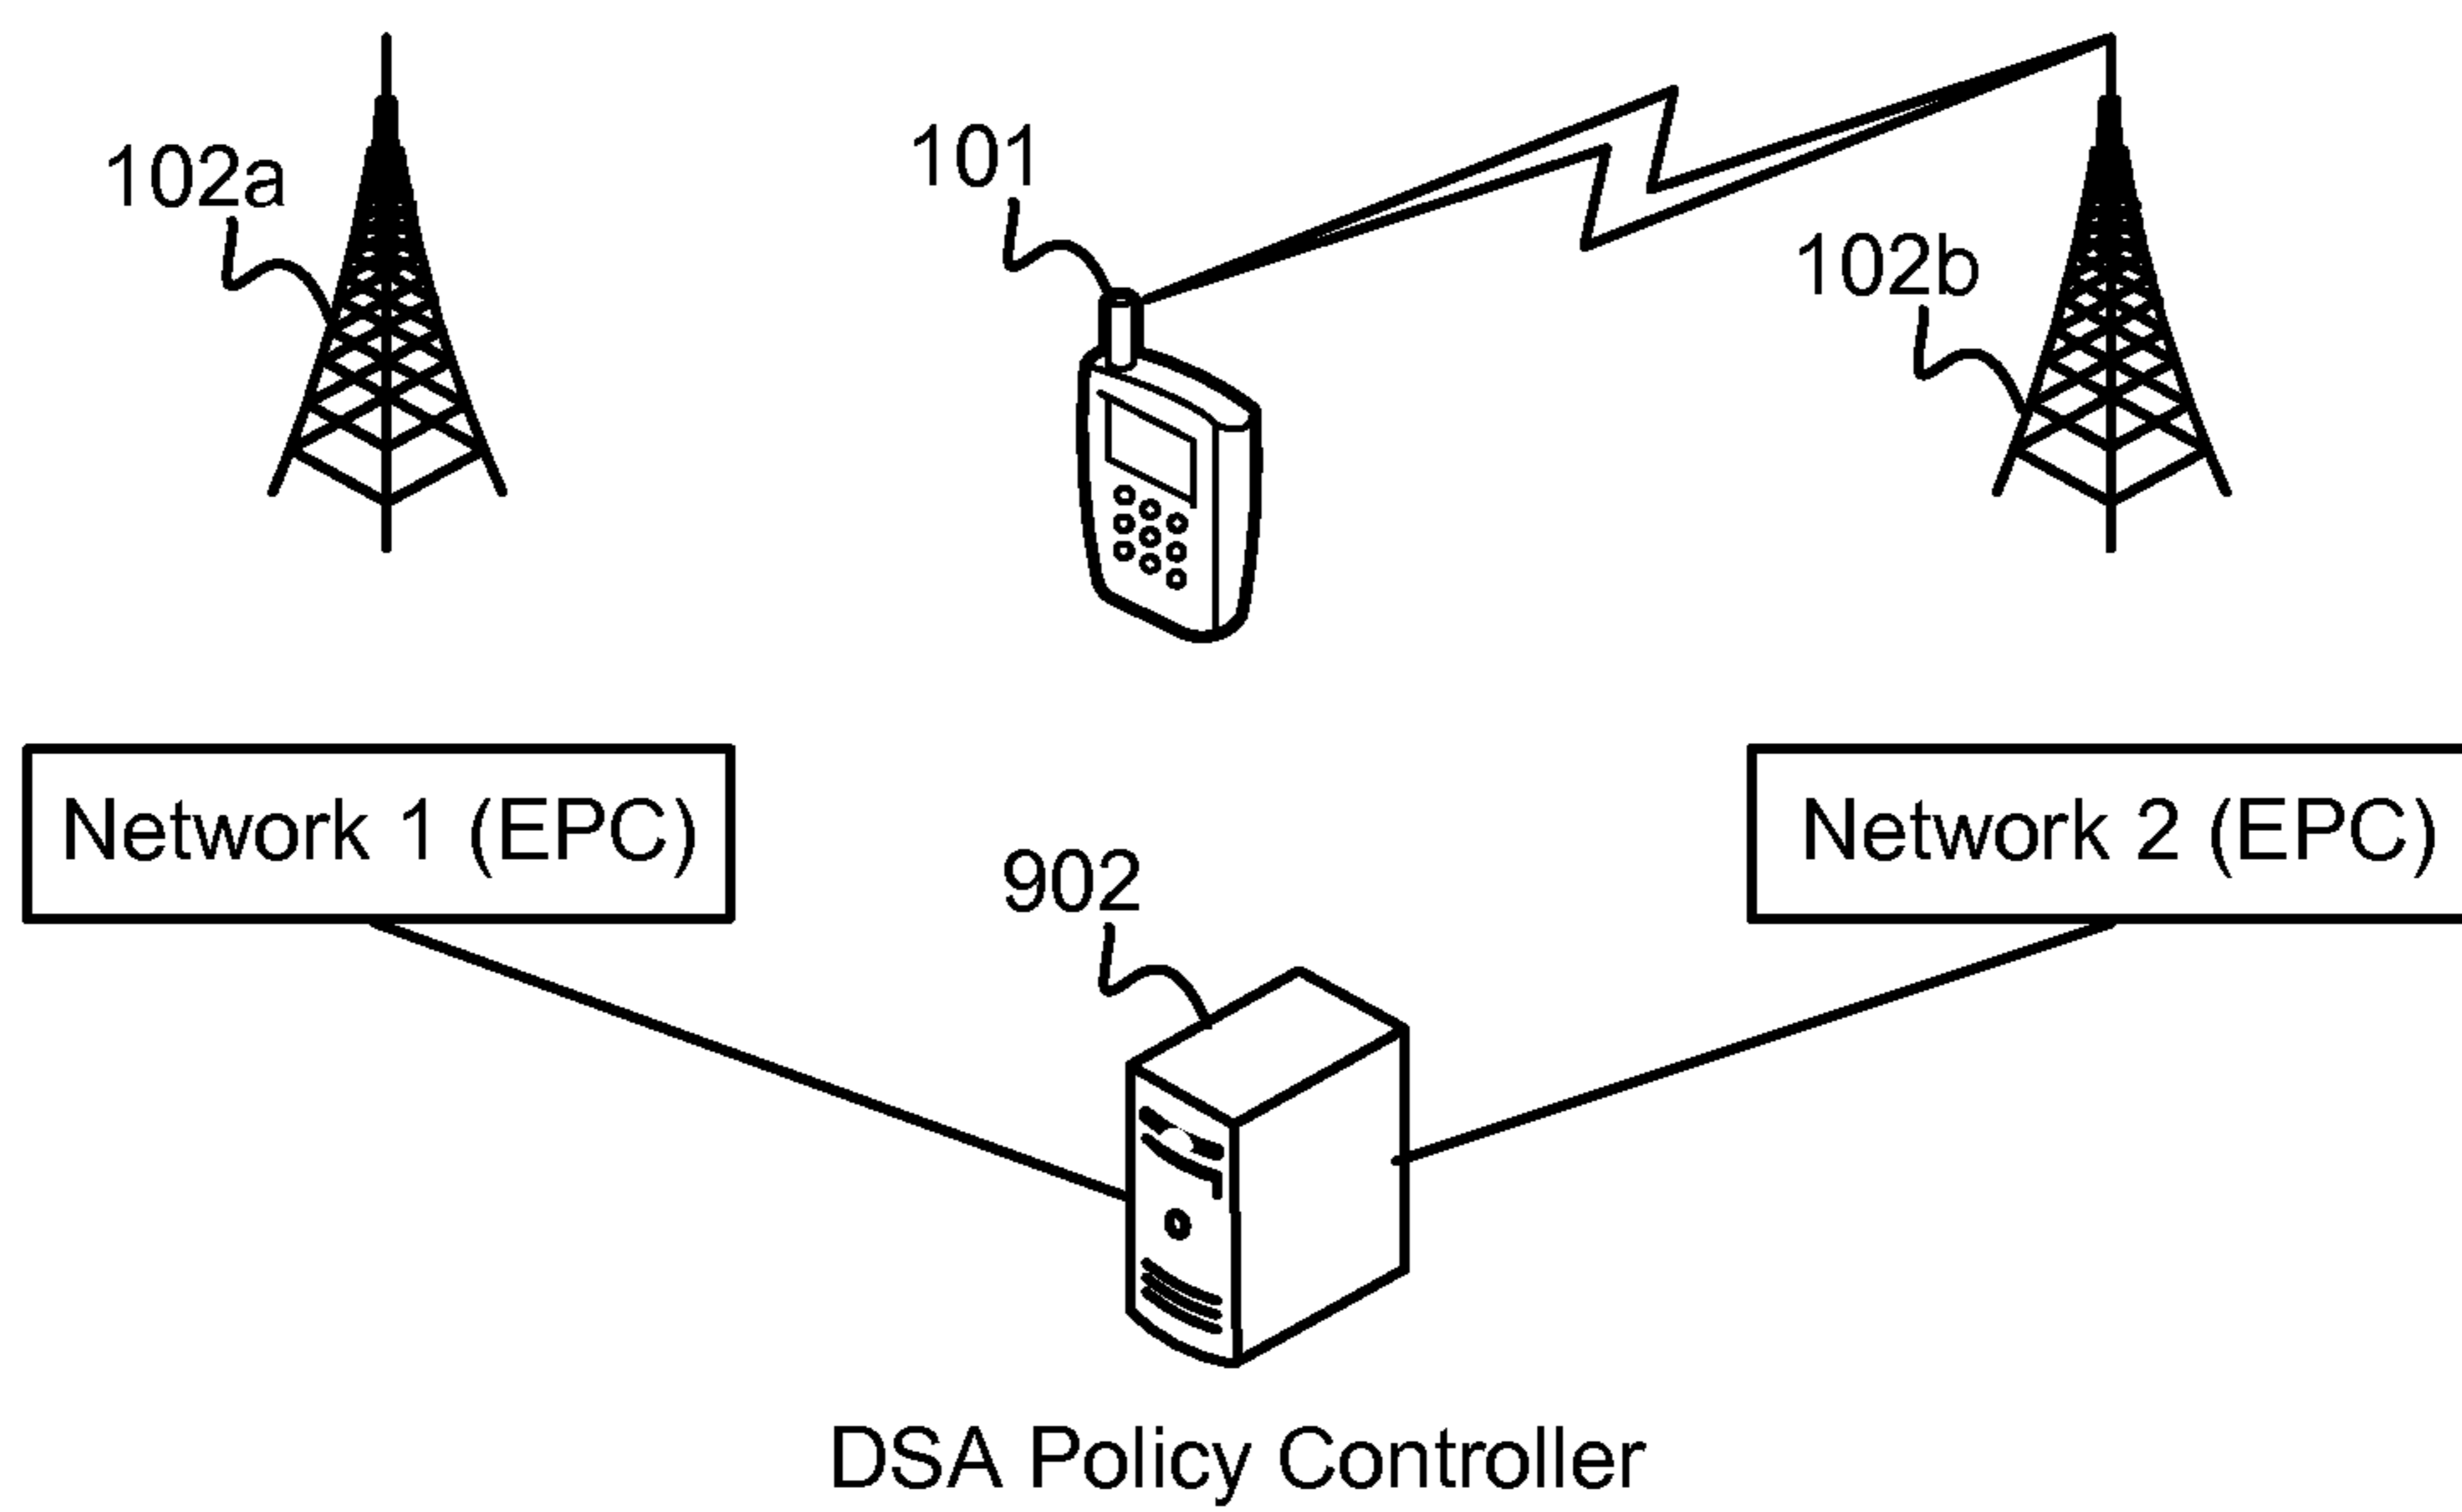 101
102a
102b
Network 1 (EPC)
Network 2 (EPC)
902
DSA Policy Controller